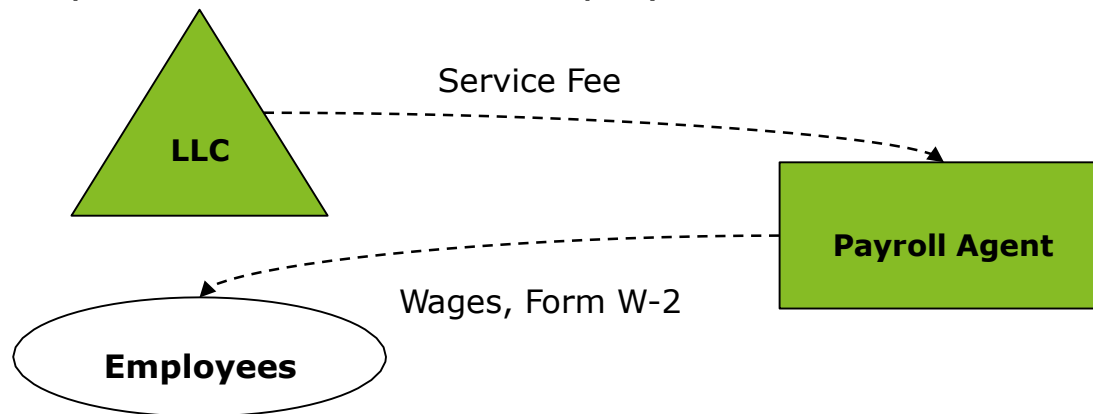 Service Fee
LLC
Payroll Agent
Wages, Form W-2
Employees